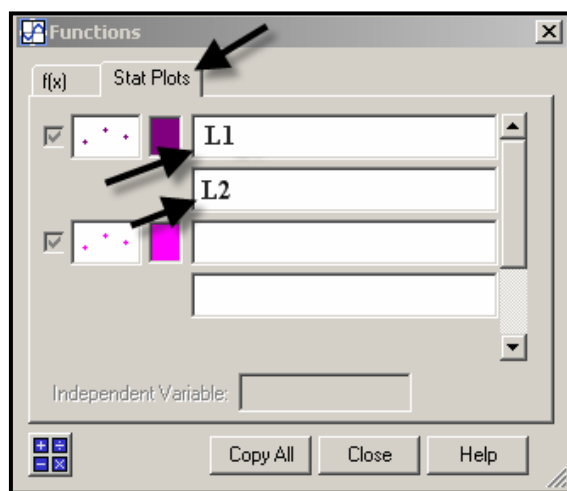 Functions
f(x) Stat Plots
L1
L2
Independent Variable:
Copy All Close Help